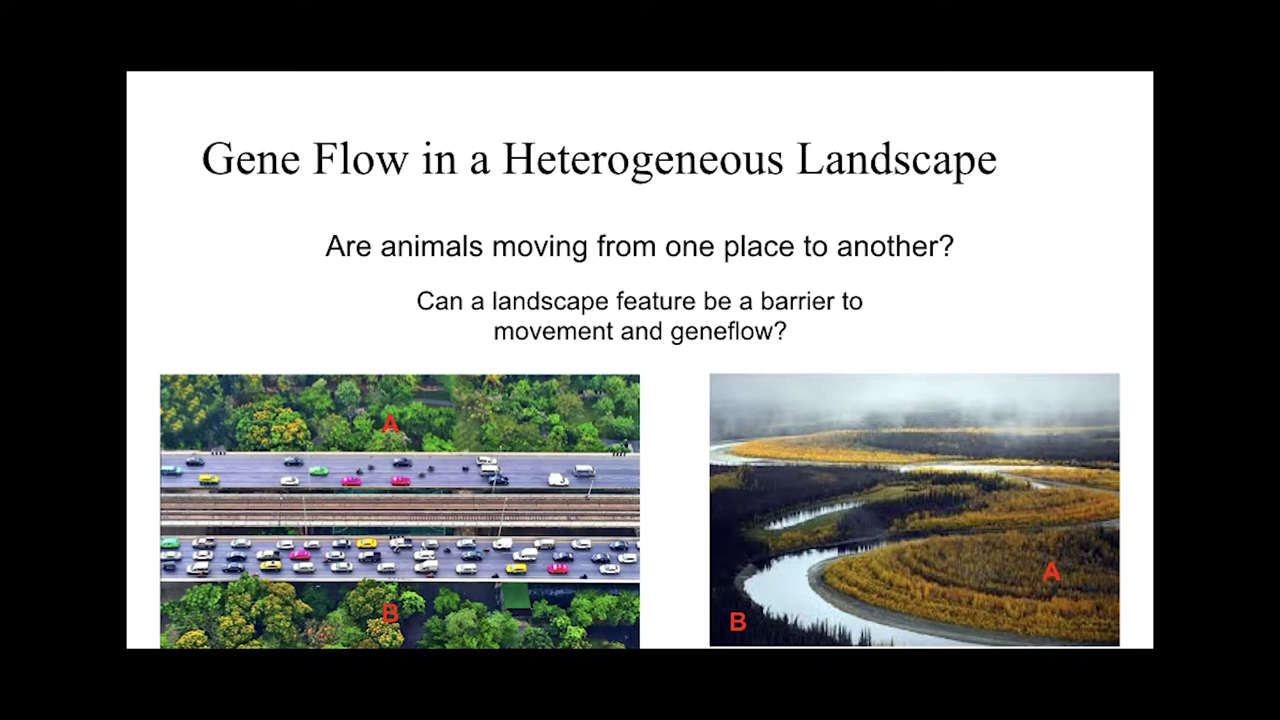 Gene Flow in a Heterogeneous Landscape
Are animals moving from one place to another?
Can a landscape feature be a barrier to
movement and geneflow?
A
B
A
B